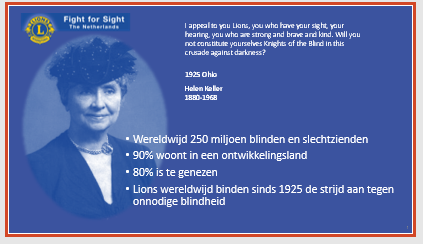 Fight for Sight
The Netherlands
LIONS
L
I appeal to you Lions, you who have your sight, your
hearing, you who are strong and brave and kind. Will you
not constitute yourselves Knights of the Blind in this
crusade against darkness?
1925 Ohio
Helen Keller
1880-1968
• Wereldwijd 250 miljoen blinden en slechtzienden
• 90% woont in een ontwikkelingsland
• 80% is te genezen
• Lions wereldwijd binden sinds 1925 de strijd aan tegen
onnodige blindheid